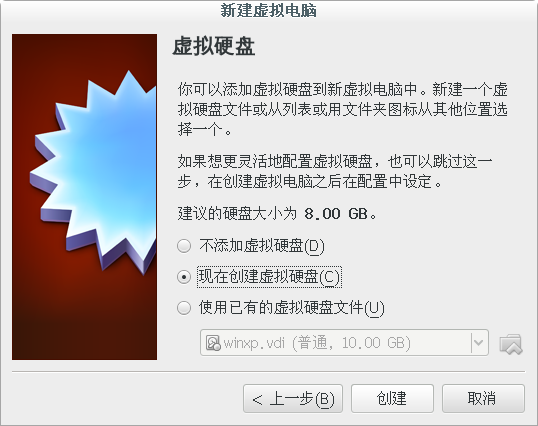 新建虚拟电脑
虚拟硬盘
你可以添加虚拟硬盘到新虚拟电脑中。新建一个虚
拟硬盘文件或从列表或用文件夹图标从其他位置选
择一个。
如果想更灵活地配置虚拟硬盘，也可以跳过这一
步，在创建虚拟电脑之后在配置中设定。
建议的硬盘大小为 8.00 GB。
不添加虚拟硬盘(D)
现在创建虚拟硬盘(C)
使用已有的虚拟硬盘文件(U)
winxp.vdi (普通, 10.00 GB)
< 上一步(B) 创建 取消